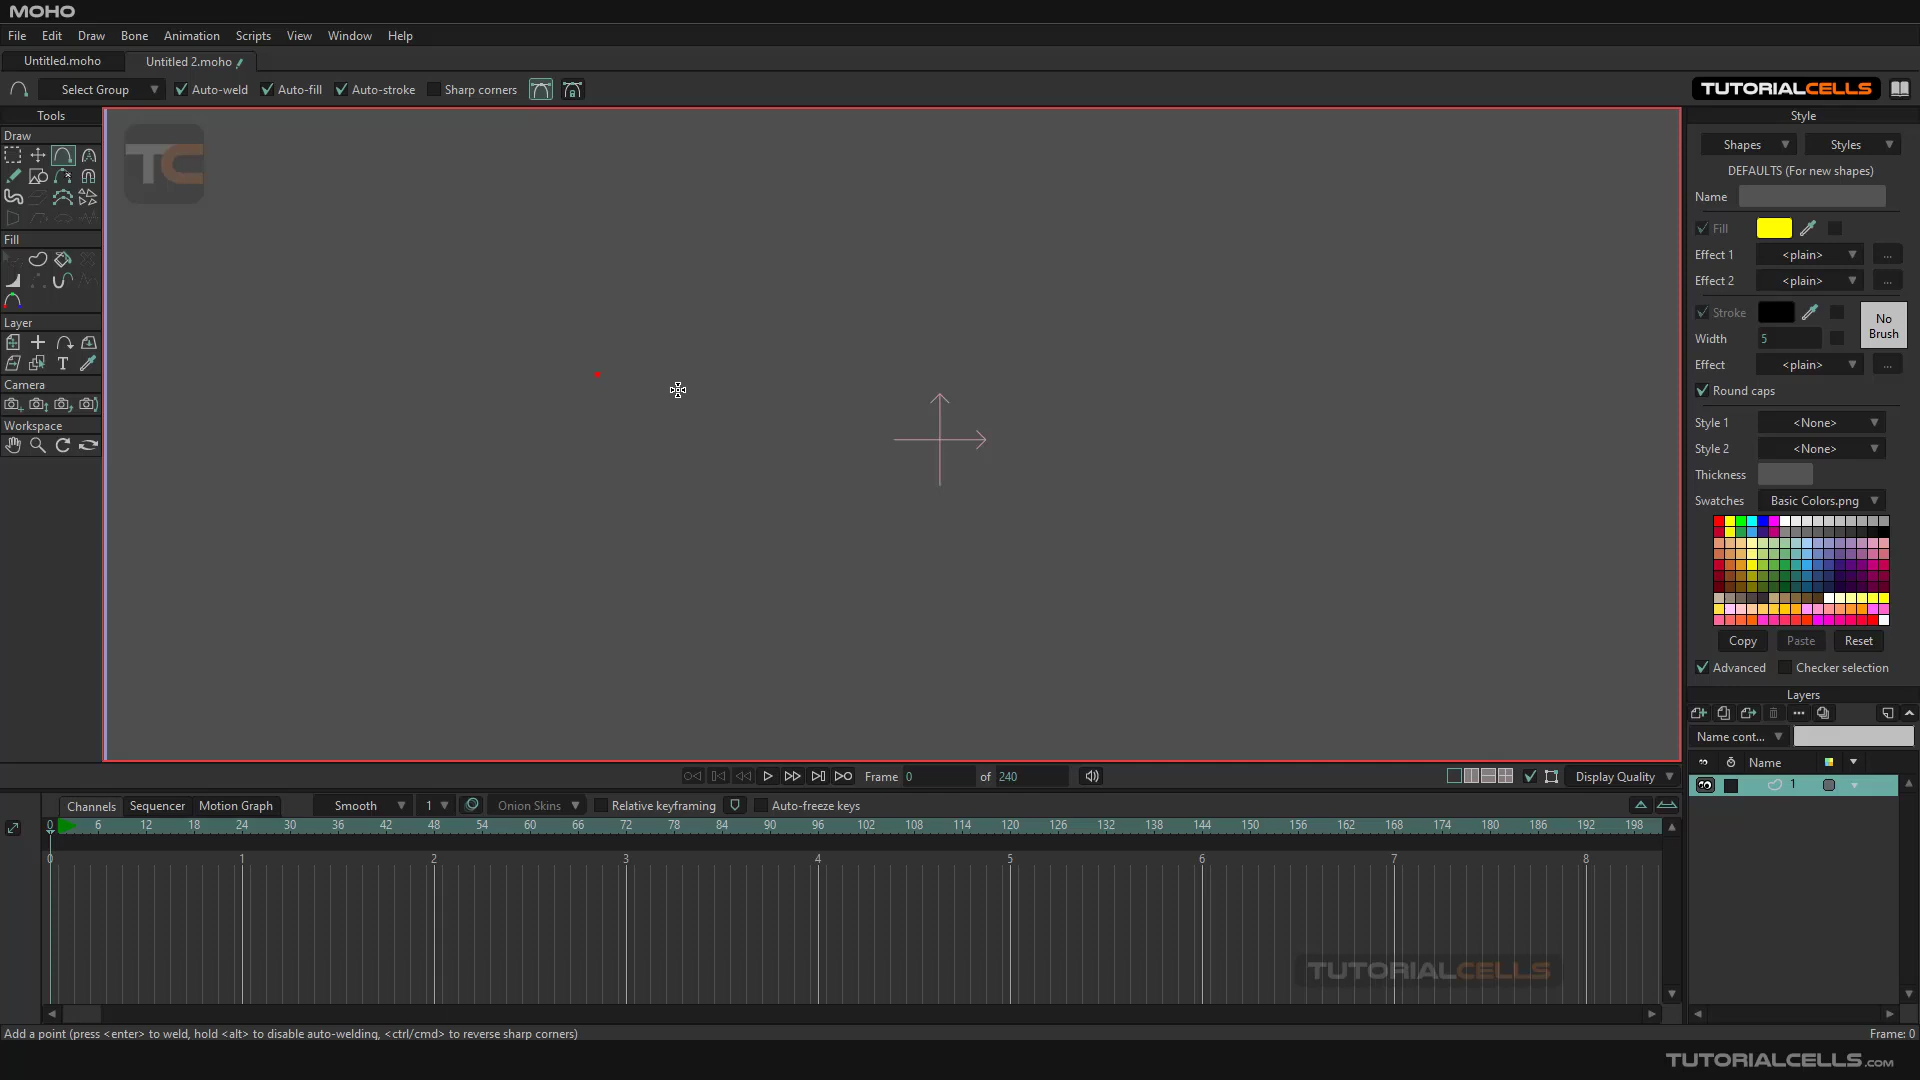 MOHO
File Edit Draw Bone Animation Scripts View Window Help
Untitled.moho Untitled 2.moho
Select Group Auto-weld Auto-fill Auto-stroke Sharp corners TUTORIALCELLS
Tools
Draw
Fill
Layer
T
Camera
Workspace
TC
Style
Shapes Styles
DEFAULTS (For new shapes)
Name
Fill
Effect 1 <plain> ...
Effect 2 <plain> ...
Stroke
No
Brush
Width 5
Effect <plain> ...
Round caps
Style 1 <None>
Style 2 <None>
Thickness
Swatches Basic Colors.png
Copy Paste Reset
Advanced Checker selection
Layers
Name cont...
Name
1
Frame 0 of 240 Display Quality
Channels Sequencer Motion Graph Smooth 1 Onion Skins Relative keyframing Auto-freeze keys
0 6 12 18 24 30 36 42 48 54 60 66 72 78 84 90 96 102 108 114 120 126 132 138 144 150 156 162 168 174 180 186 192 198
0 1 2 3 4 5 6 7 8
TUTORIALCELLS
Add a point (press <enter> to weld, hold <alt> to disable auto-welding, <ctrl/cmd> to reverse sharp corners) Frame: 0
TUTORIALCELLS.COM